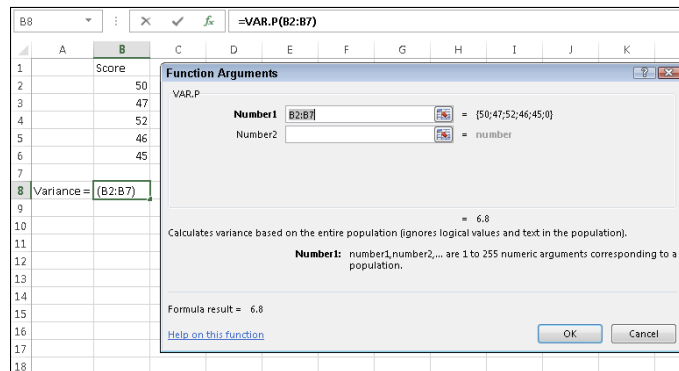 B8 fx =VAR.P(B2:B7)
A B C D E F G H I J K
1 Score
2 50
3 47
4 52
5 46
6 45
7
8 Variance = (B2:B7)
9
10
11
12
13
14
15
16
17
18
Function Arguments
VAR.P
Number1 B2:B7 = {50;47;52;46;45;0}
Number2 = number
= 6.8
Calculates variance based on the entire population (ignores logical values and text in the population).
Number1: number1,number2,... are 1 to 255 numeric arguments corresponding to a
population.
Formula result = 6.8
Help on this function OK Cancel